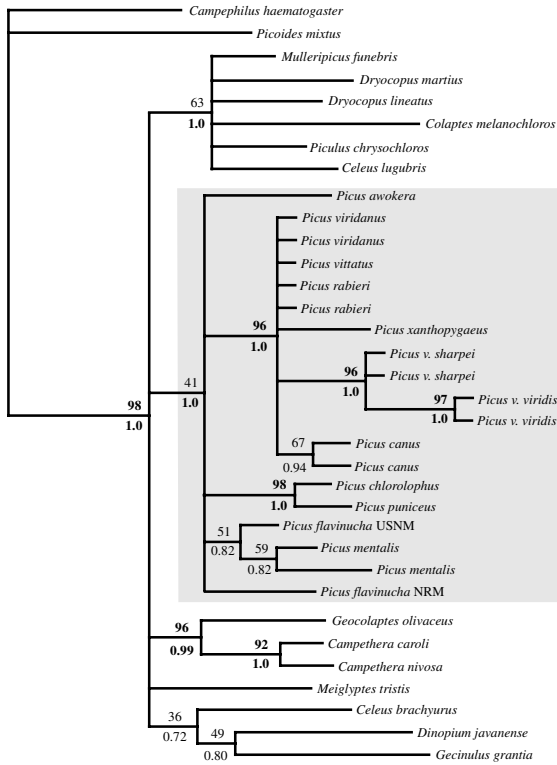 Campephilus haematogaster
Picoides mixtus
Mulleripicus funebris
Dryocopus martius
63
Dryocopus lineatus
1.0
Colaptes melanochloros
Piculus chrysochloros
Celeus lugubris
Picus awokera
Picus viridanus
Picus viridanus
Picus vittatus
Picus rabieri
Picus rabieri
96
Picus xanthopygaeus
1.0
Picus v. sharpei
96
Picus v. sharpei
1.0
41
98
1.0
1.0
97
Picus v. viridis
1.0
Picus v. viridis
67
Picus canus
0.94
Picus canus
98
Picus chlorolophus
1.0
Picus puniceus
Picus flavinucha USNM
51
0.82
59
Picus mentalis
0.82
Picus mentalis
Picus flavinucha NRM
Geocolaptes olivaceus
96
0.99
92
Campethera caroli
1.0
Campethera nivosa
Meiglyptes tristis
Celeus brachyurus
36
0.72
49
Dinopium javanense
0.80
Gecinulus grantia